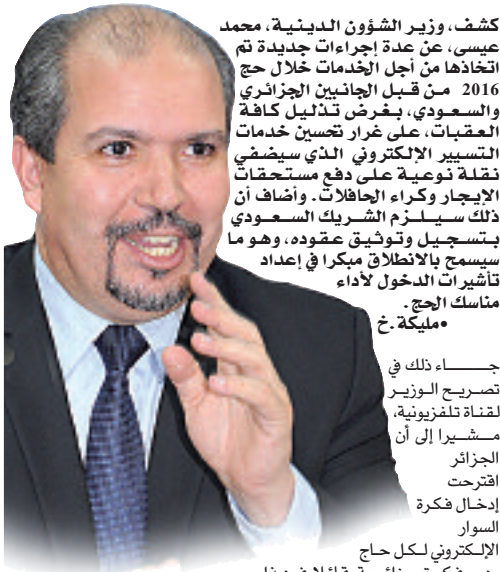 كشف، وزير الشؤون الدينية، محمد
عيسى، عن عدة إجراءات جديدة تم
اتخاذها من أجل الخدمات خلال حج
2016 من قبل الجانبين الجزائري
والسعودي، بغرض تذليل كافة
العقبات، على غرار تحسين خدمات
التسيير الإلكتروني الذي سيضفي
نقلة نوعية على دفع مستحقات
الإيجار وكراء الحافلات. وأضاف أن
ذلك سيلزم الشريك السعودي
بتسجيل وتوثيق عقوده، وهو ما
سيسمح بالانطلاق مبكرا في إعداد
تأشيرات الدخول لأداء
مناسك الحج.
•مليكة.خ
جاء ذلك في
تصريح الوزير
لقناة تلفزيونية،
مشيرا إلى أن
الجزائر
اقترحت
إدخال فكرة
السوار
الإلكتروني لكل حاج